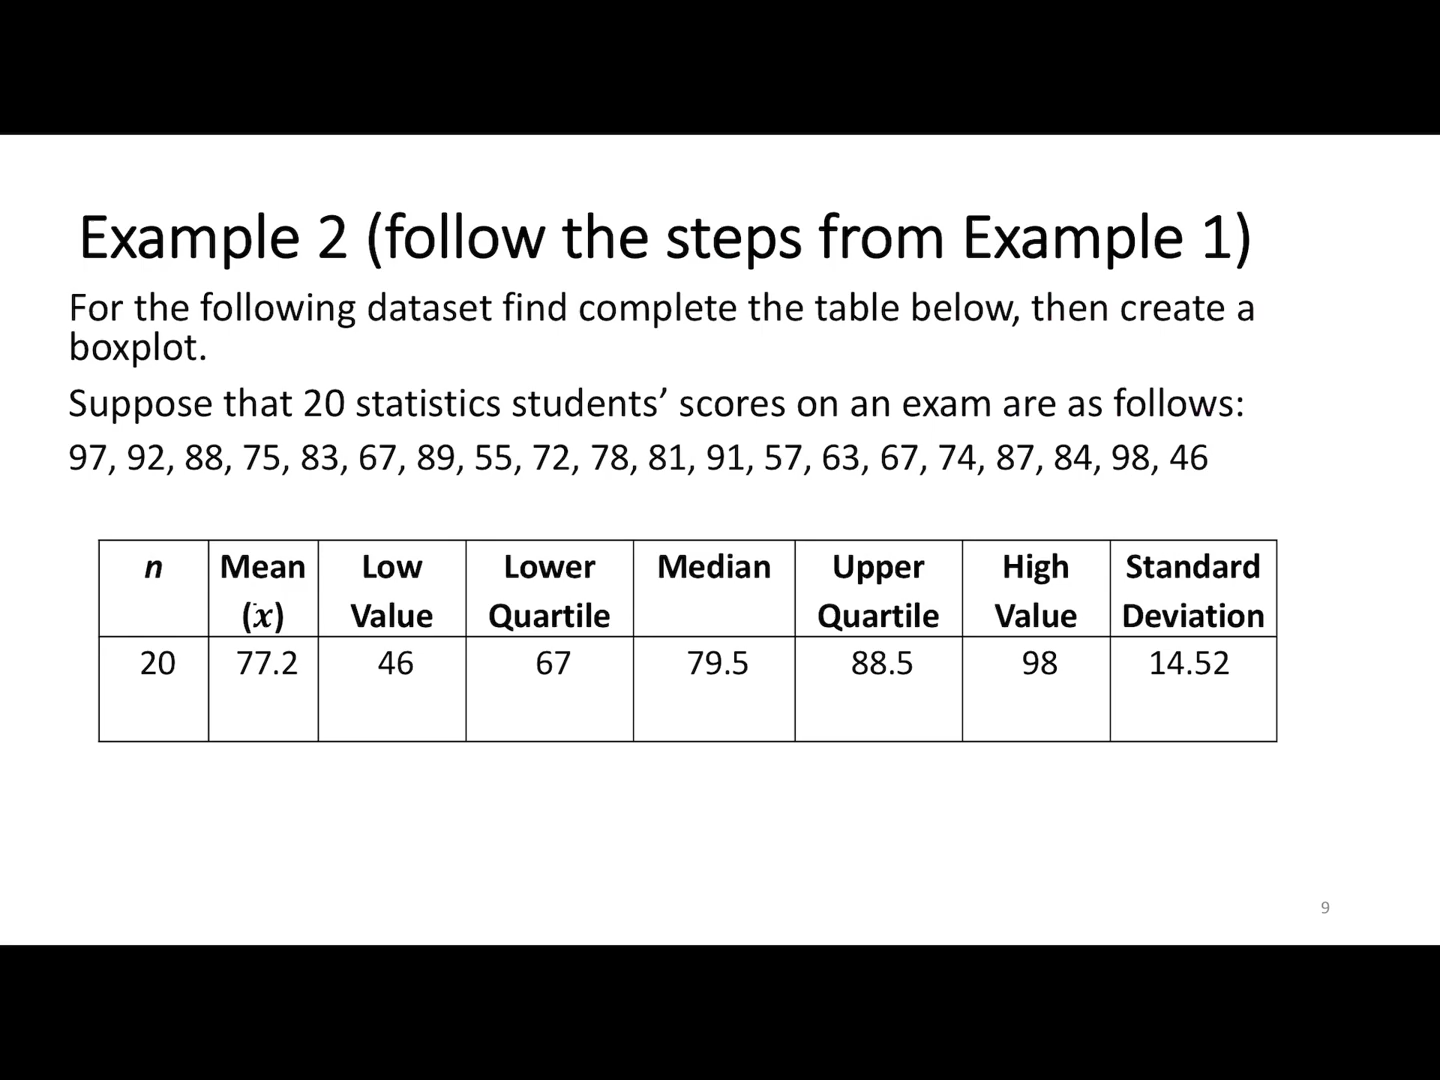 Example 2 (follow the steps from Example 1)
For the following dataset find complete the table below, then create a
boxplot.
Suppose that 20 statistics students’ scores on an exam are as follows:
97, 92, 88, 75, 83, 67, 89, 55, 72, 78, 81, 91, 57, 63, 67, 74, 87, 84, 98, 46
n Mean Low Lower Median Upper High Standard
(x̄) Value Quartile Quartile Value Deviation
20 77.2 46 67 79.5 88.5 98 14.52
9